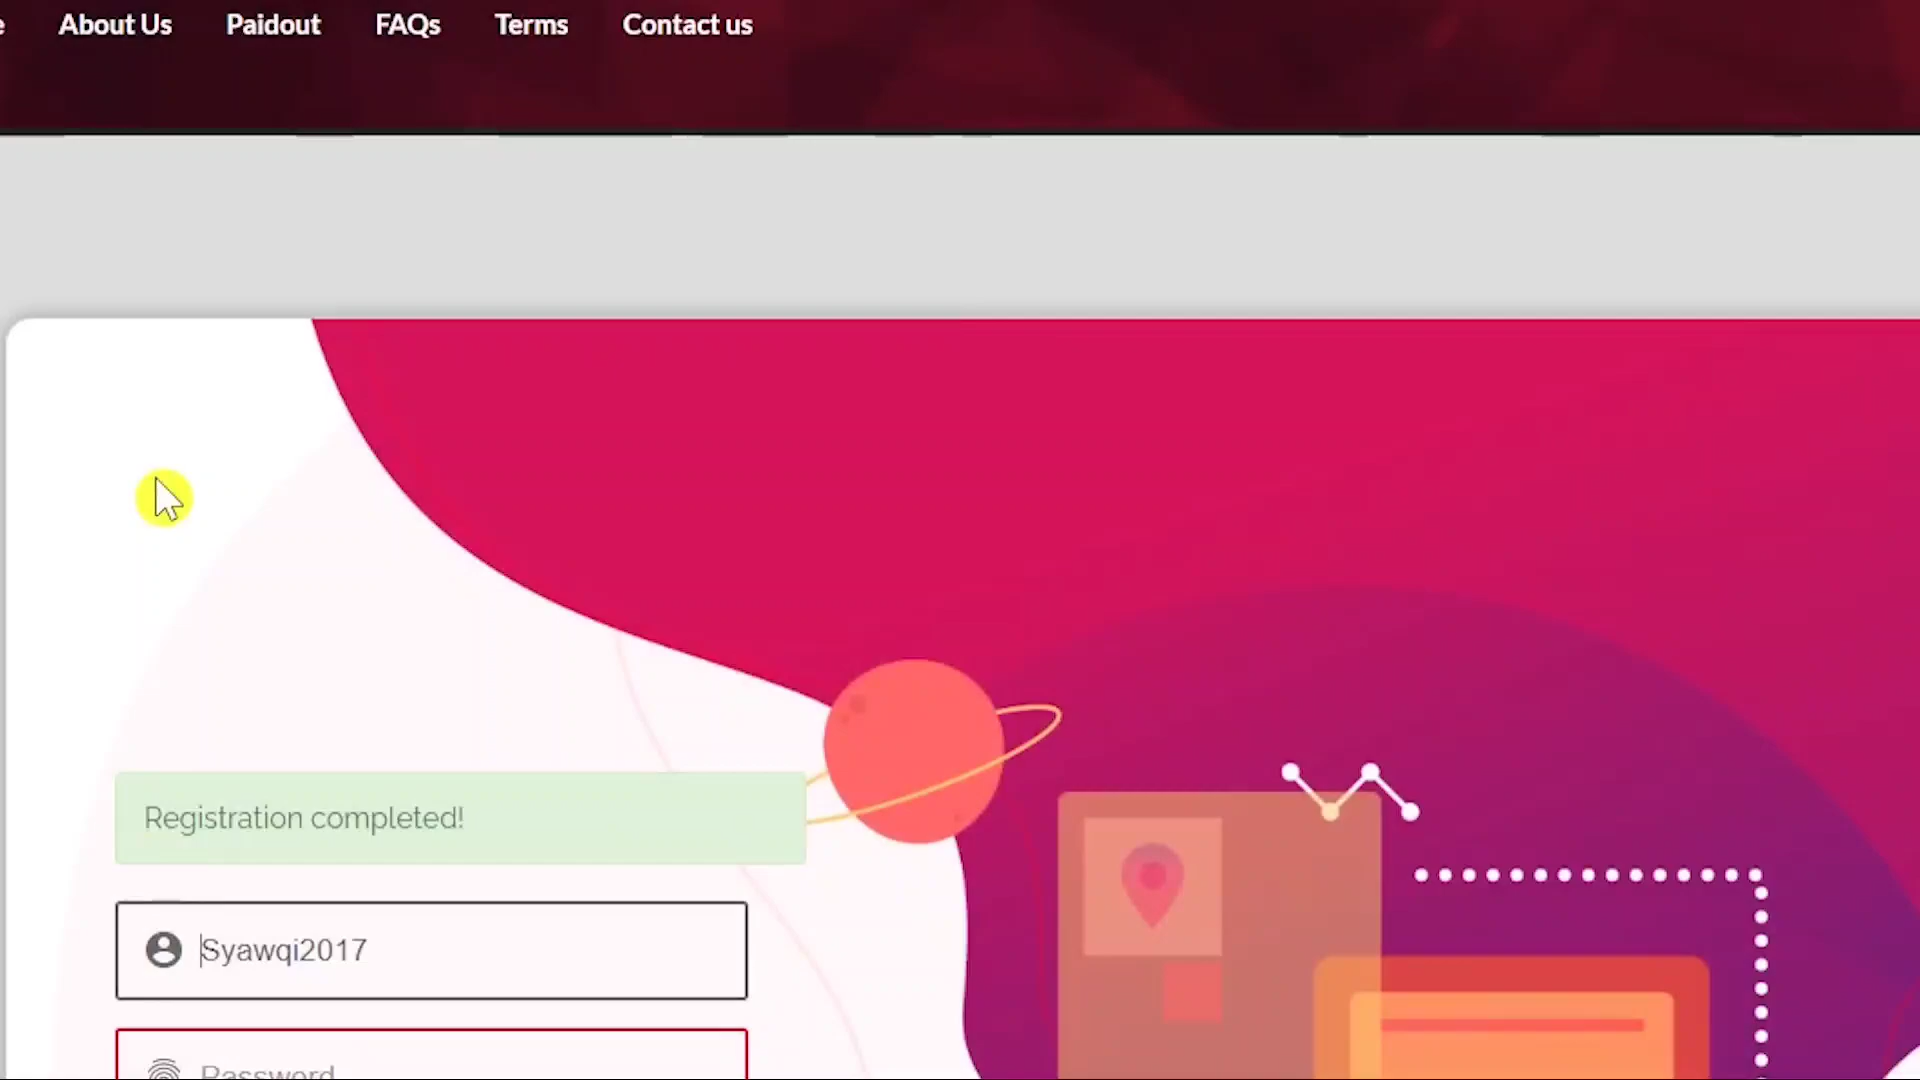 About Us Paidout FAQs Terms Contact us
Registration completed!
Syawqi2017
Password